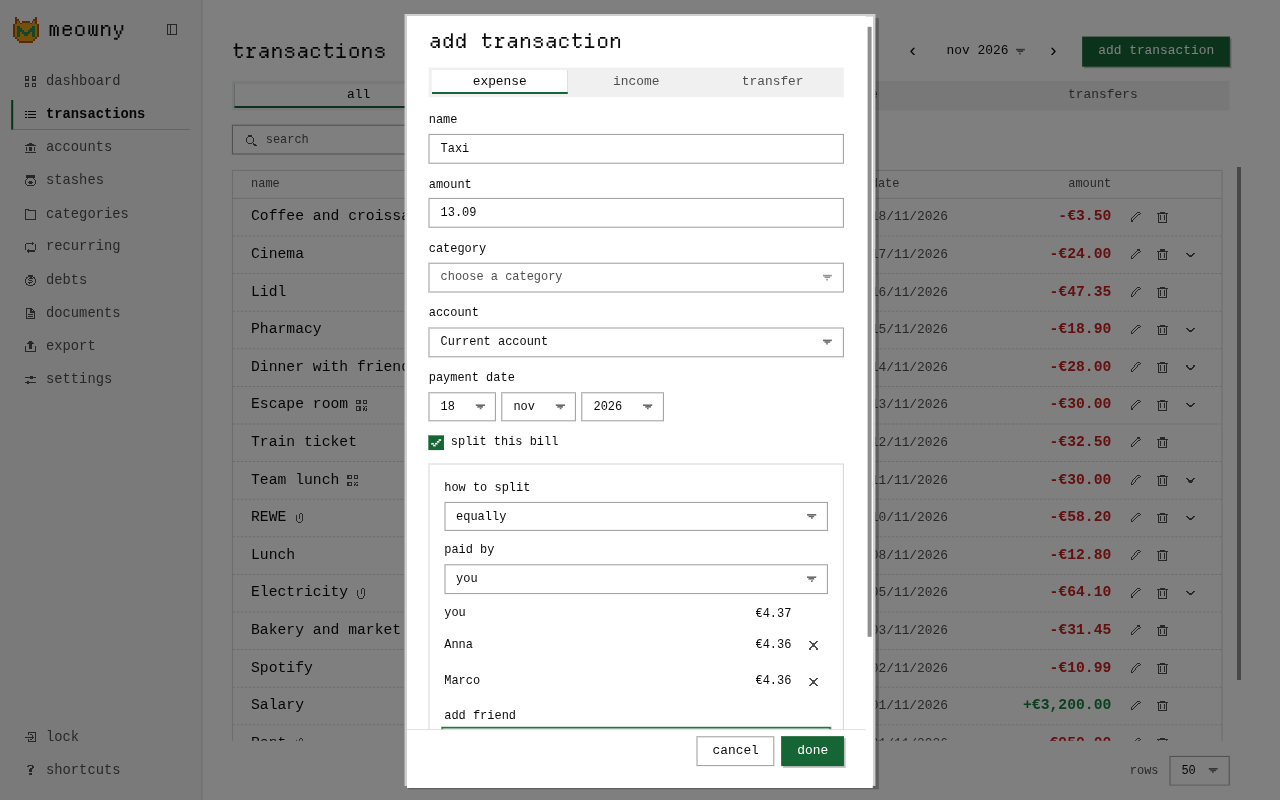 meowny
dashboard
transactions
accounts
stashes
categories
recurring
debts
documents
export
settings
lock
shortcuts
transactions
nov 2026
add transaction
all
transfers
search
name
amount
Coffee and
18/11/2026
-€3.50
Cinema
17/11/2026
-€24.00
Lidl
16/11/2026
-€47.35
Pharmacy
15/11/2026
-€18.90
Dinner with
14/11/2026
-€28.00
Escape room
13/11/2026
-€30.00
Train ticket
12/11/2026
-€32.50
Team lunch
11/11/2026
-€30.00
REWE
10/11/2026
-€58.20
Lunch
08/11/2026
-€12.80
Electricity
05/11/2026
-€64.10
Bakery and market
03/11/2026
-€31.45
Spotify
02/11/2026
-€10.99
Salary
01/11/2026
+€3,200.00
rows
50
add transaction
expense
income
transfer
name
Taxi
amount
13.09
category
choose a category
account
Current account
payment date
18
nov
2026
split this bill
how to split
equally
paid by
you
you
€4.37
Anna
€4.36
Marco
€4.36
add friend
cancel
done